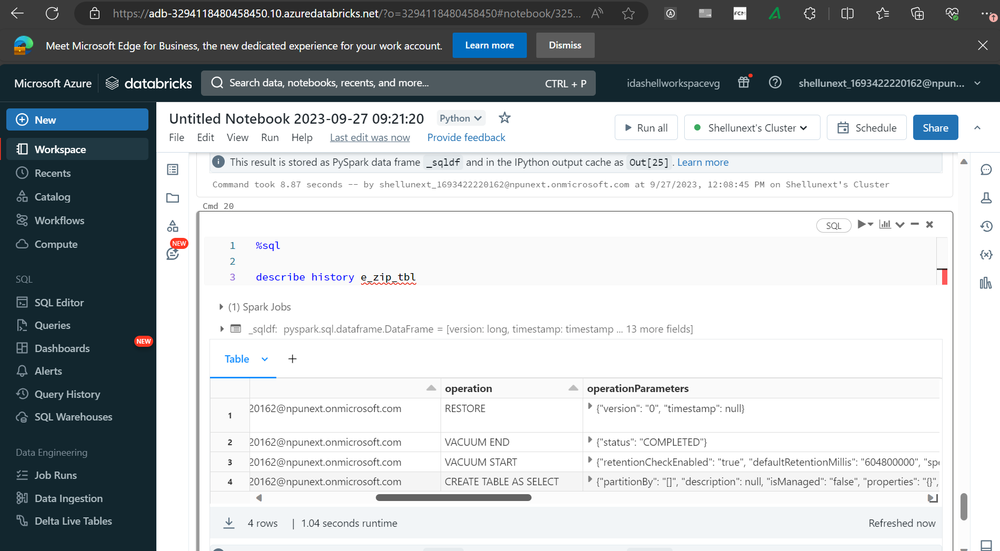 https://adb-3294118480458450.10.azuredatabricks.net/?o=3294118480458450#notebook/325...
FCM
Meet Microsoft Edge for Business, the new dedicated experience for your work account.
Learn more
Dismiss
Microsoft Azure
databricks
Search data, notebooks, recents, and more...
CTRL + P
idashellworkspacevg
shellunext_1693422220162@npun...
New
Workspace
Recents
Catalog
Workflows
Compute
SQL
SQL Editor
Queries
Dashboards
NEW
Alerts
Query History
SQL Warehouses
Data Engineering
Job Runs
Data Ingestion
Delta Live Tables
Untitled Notebook 2023-09-27 09:21:20
Python
File Edit View Run Help Last edit was now Provide feedback
Run all
Shellunext's Cluster
Schedule
Share
NEW
This result is stored as PySpark data frame _sqldf and in the IPython output cache as Out[25]. Learn more
Command took 8.87 seconds -- by shellunext_1693422220162@npunext.onmicrosoft.com at 9/27/2023, 12:08:45 PM on Shellunext's Cluster
Cmd 20
SQL
1 %sql
2
3 describe history e_zip_tbl
(1) Spark Jobs
_sqldf: pyspark.sql.dataframe.DataFrame = [version: long, timestamp: timestamp ... 13 more fields]
Table
operation operationParameters
1 20162@npunext.onmicrosoft.com RESTORE {"version": "0", "timestamp": null}
2 20162@npunext.onmicrosoft.com VACUUM END {"status": "COMPLETED"}
3 20162@npunext.onmicrosoft.com VACUUM START {"retentionCheckEnabled": "true", "defaultRetentionMillis": "604800000", "spe
4 20162@npunext.onmicrosoft.com CREATE TABLE AS SELECT {"partitionBy": "[]", "description": null, "isManaged": "false", "properties": "{}",
4 rows | 1.04 seconds runtime
Refreshed now